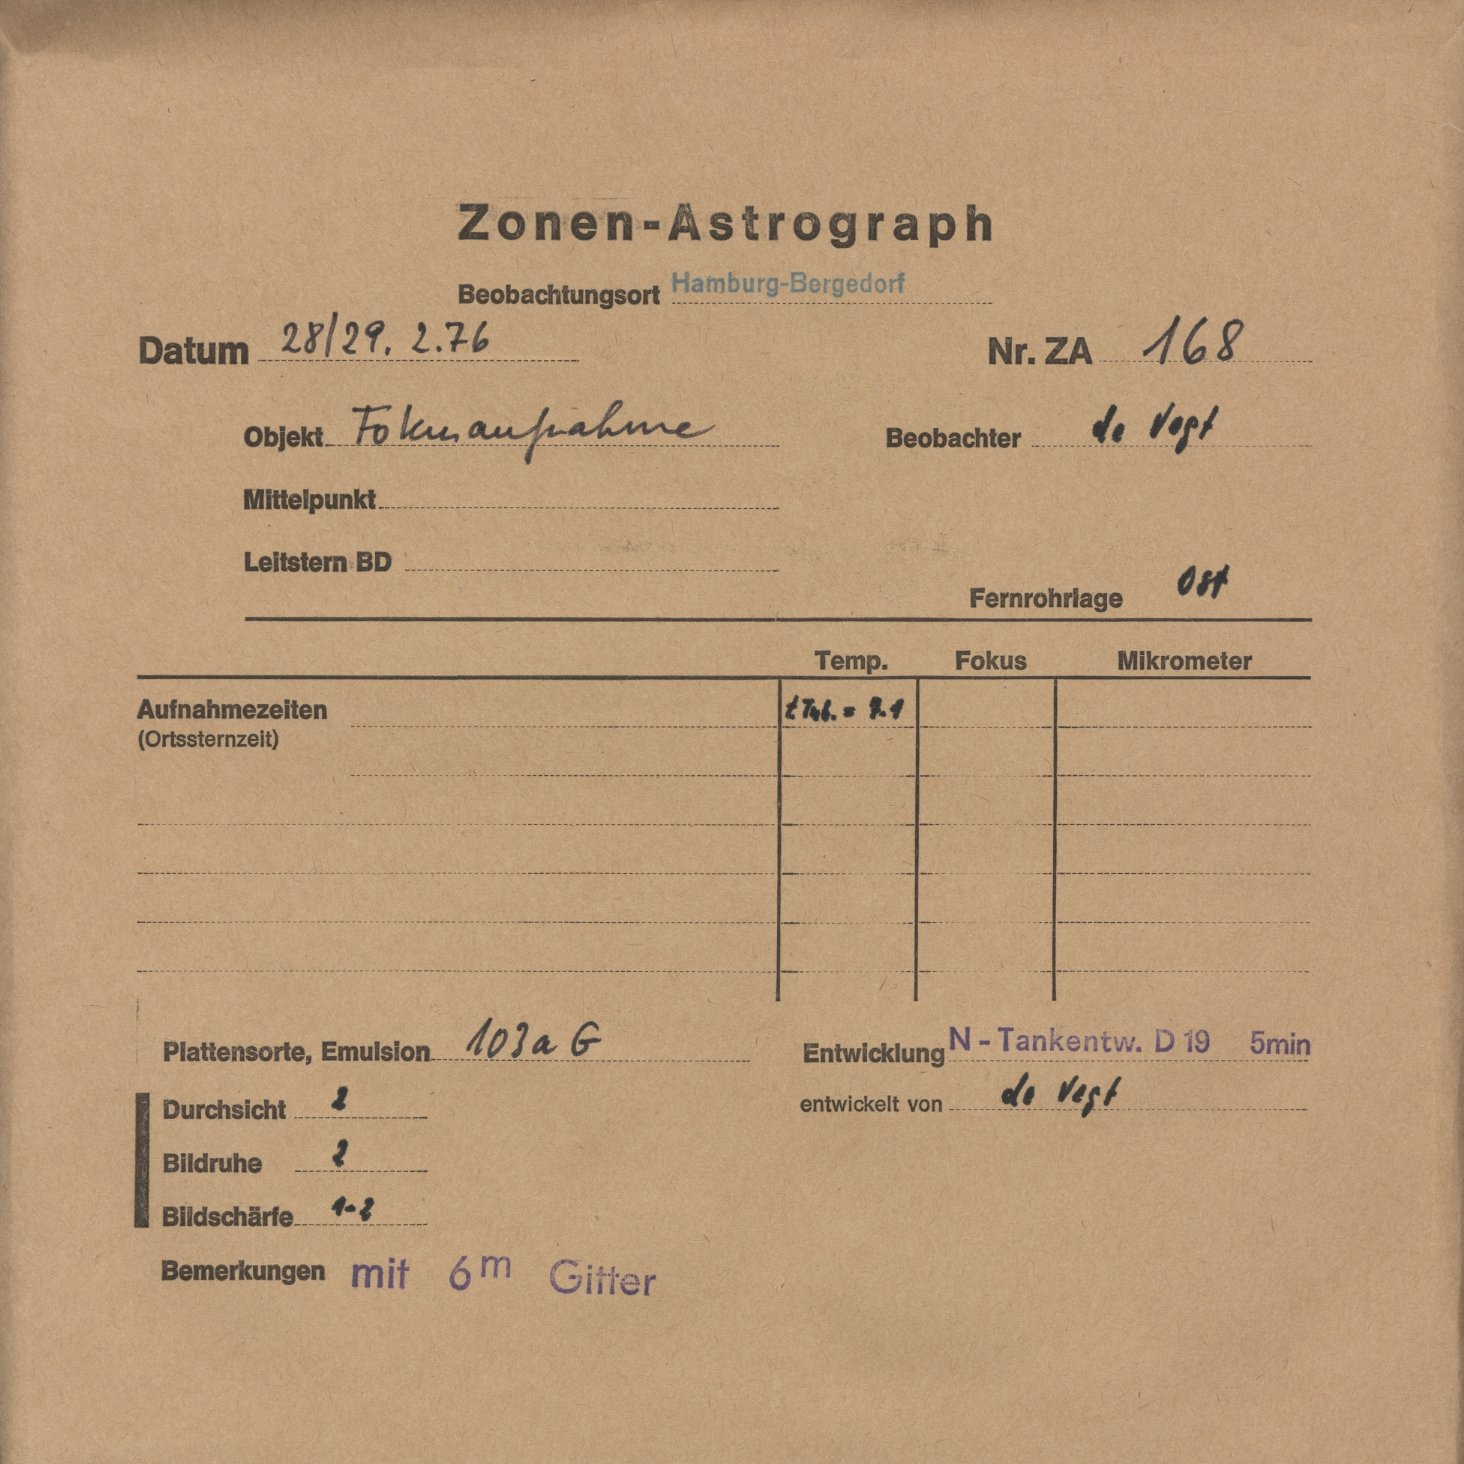 Zonen-Astrograph
Beobachtungsort Hamburg-Bergedorf
Datum 28/29. 2.76 Nr. ZA 168
Objekt Fokusaufnahme Beobachter de Vegt
Mittelpunkt
Leitstern BD
Fernrohrlage Ost
Temp. Fokus Mikrometer
Aufnahmezeiten
(Ortssternzeit)
Plattensorte, Emulsion 103a G Entwicklung N-Tankentw. D 19 5min
Durchsicht 2 entwickelt von de Vegt
Bildruhe 2
Bildschärfe 1-2
Bemerkungen mit 6m Gitter